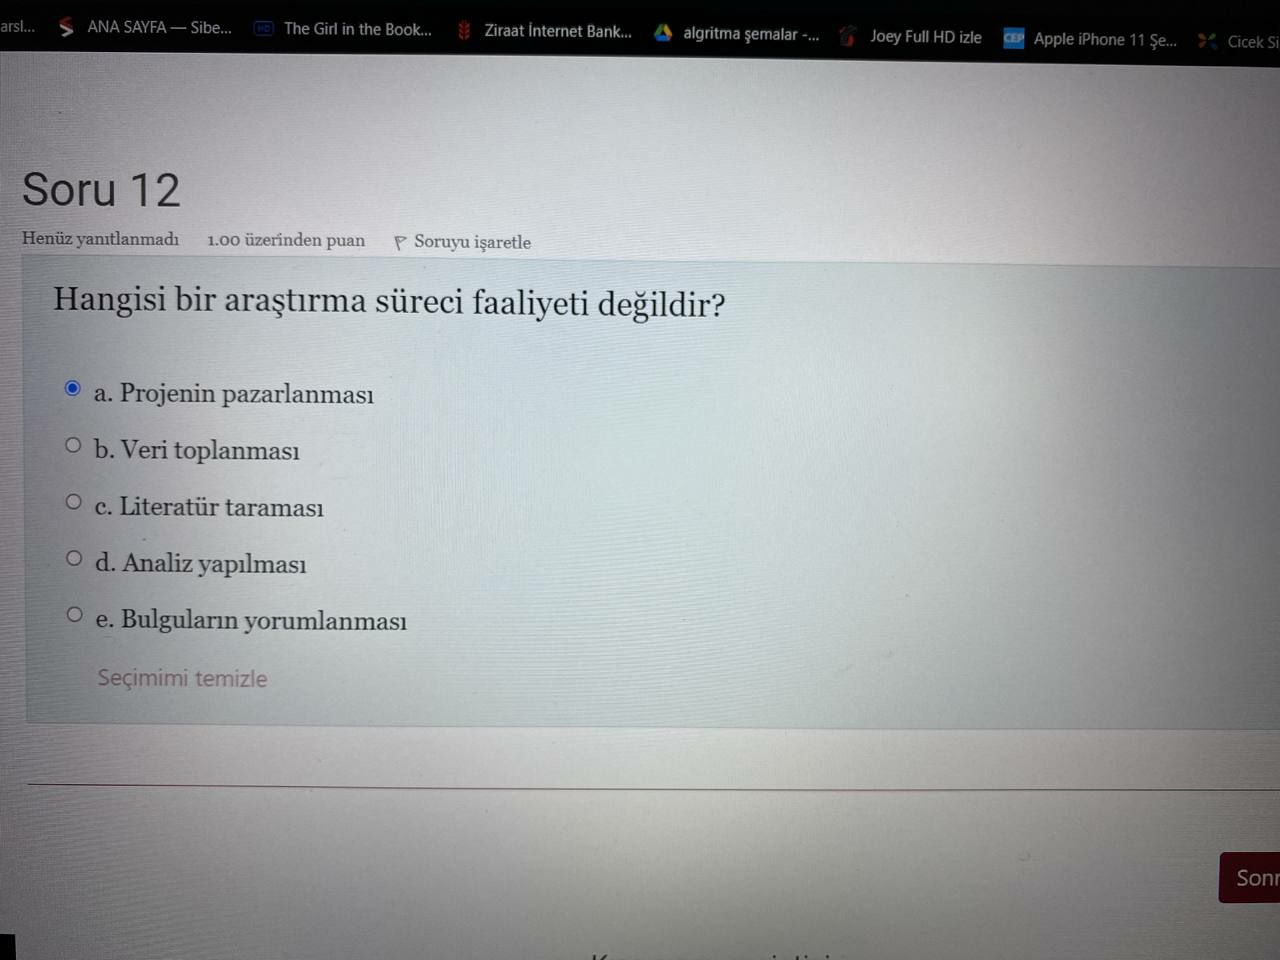 arsl...
ANA SAYFA — Sibe...
HD
The Girl in the Book...
Ziraat İnternet Bank...
algritma şemalar -...
Joey Full HD izle
CEP
Apple iPhone 11 Şe...
Cicek Si
Soru 12
Henüz yanıtlanmadı 1.00 üzerinden puan Soruyu işaretle
Hangisi bir araştırma süreci faaliyeti değildir?
a. Projenin pazarlanması
b. Veri toplanması
c. Literatür taraması
d. Analiz yapılması
e. Bulguların yorumlanması
Seçimimi temizle
Sonr